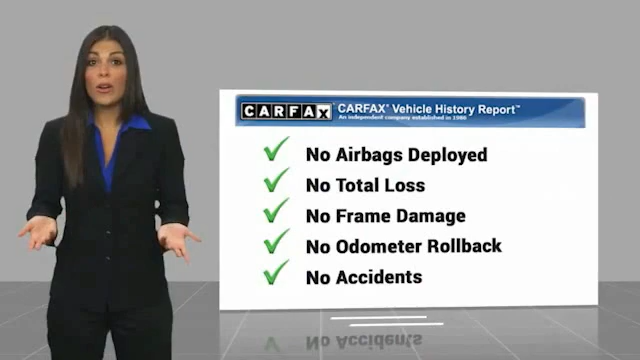 CARFAX CARFAX® Vehicle History Report™
An independent company established in 1986
No Airbags Deployed
No Total Loss
No Frame Damage
No Odometer Rollback
No Accidents